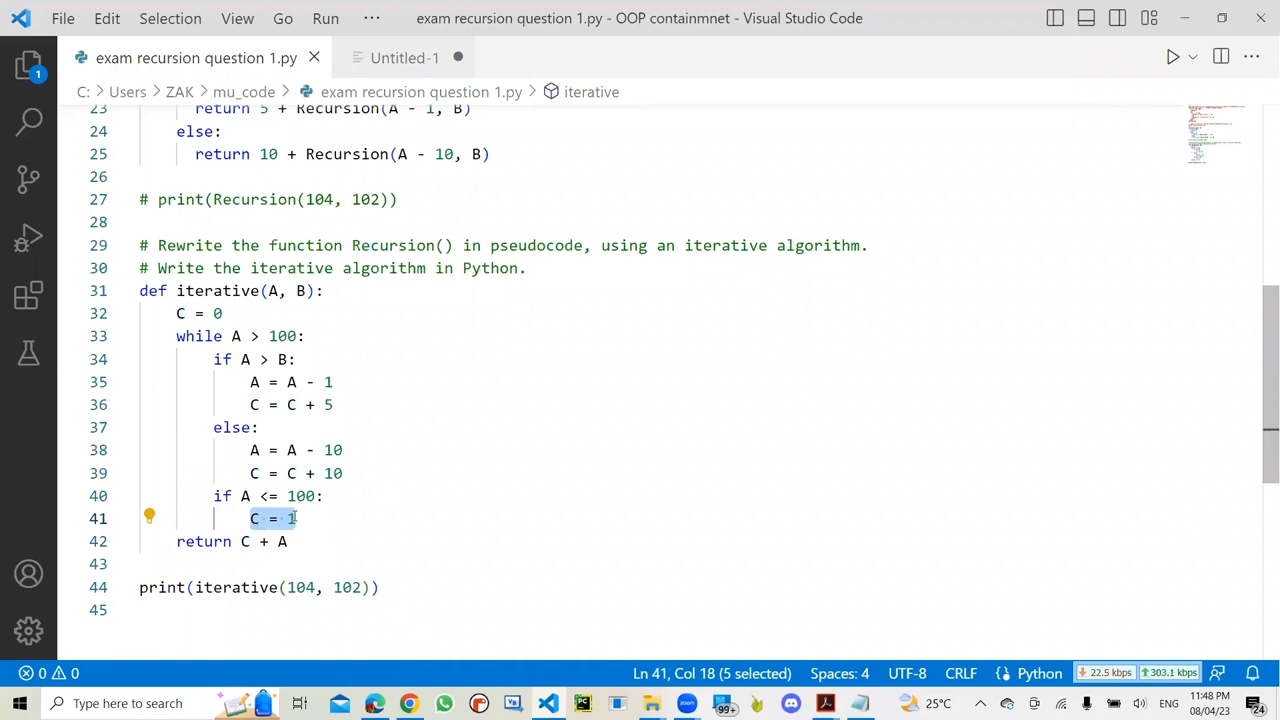 File Edit Selection View Go Run ··· exam recursion question 1.py - OOP containmnet - Visual Studio Code
exam recursion question 1.py Untitled-1
C: > Users > ZAK > mu_code > exam recursion question 1.py > iterative
1
23 return 5 + Recursion(A - 1, B)
24 else:
25 return 10 + Recursion(A - 10, B)
26
27 # print(Recursion(104, 102))
28
29 # Rewrite the function Recursion() in pseudocode, using an iterative algorithm.
30 # Write the iterative algorithm in Python.
31 def iterative(A, B):
32 C = 0
33 while A > 100:
34 if A > B:
35 A = A - 1
36 C = C + 5
37 else:
38 A = A - 10
39 C = C + 10
40 if A <= 100:
41 C = 1
42 return C + A
43
44 print(iterative(104, 102))
45
0 0 Ln 41, Col 18 (5 selected) Spaces: 4 UTF-8 CRLF Python 22.5 kbps 303.1 kbps
Type here to search zoom 99+ 25°C ENG 11:48 PM
08/04/23 24